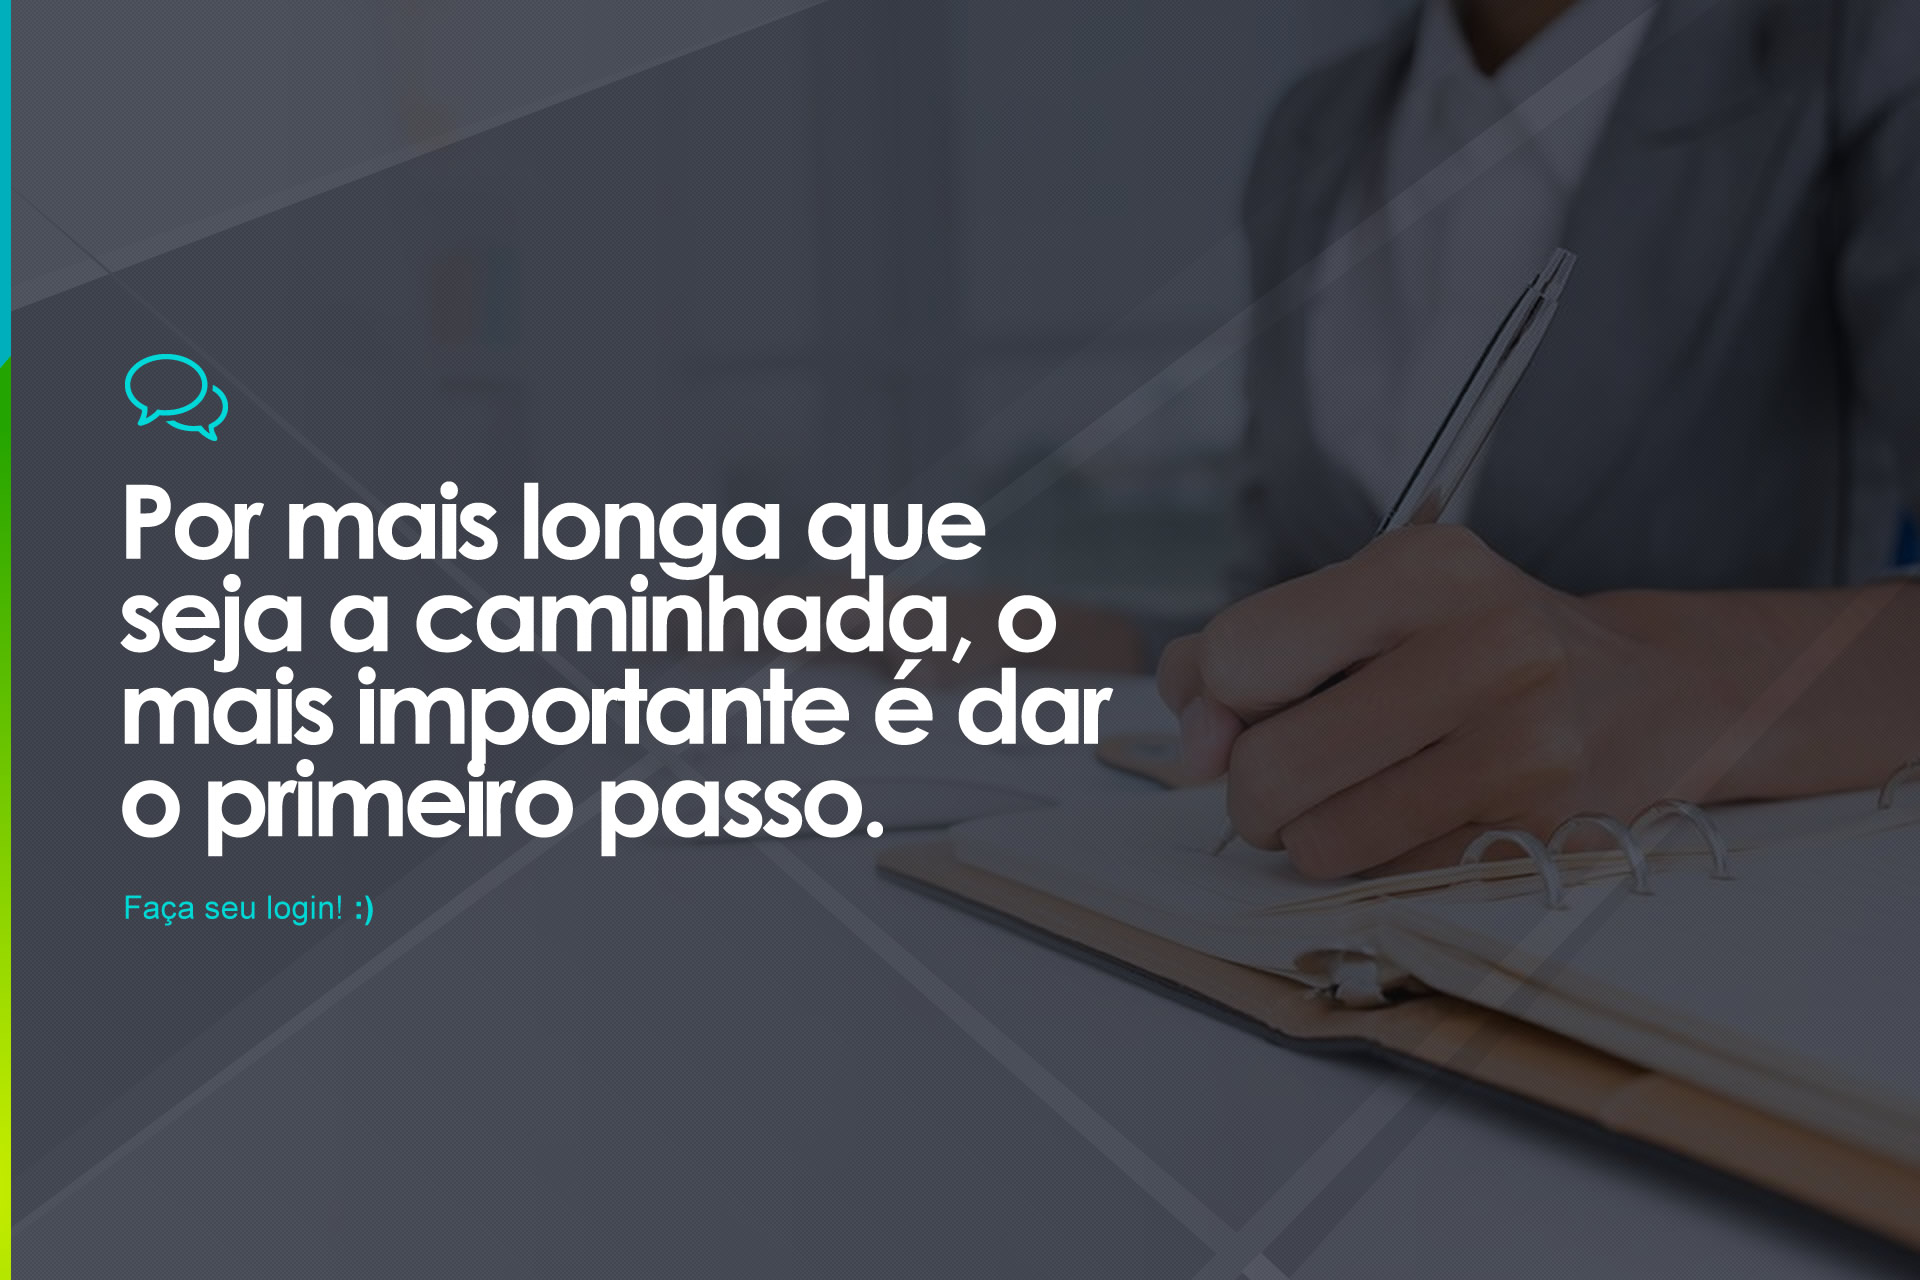 Por mais longa que
seja a caminhada, o
mais importante é dar
o primeiro passo.
Faça seu login! :)